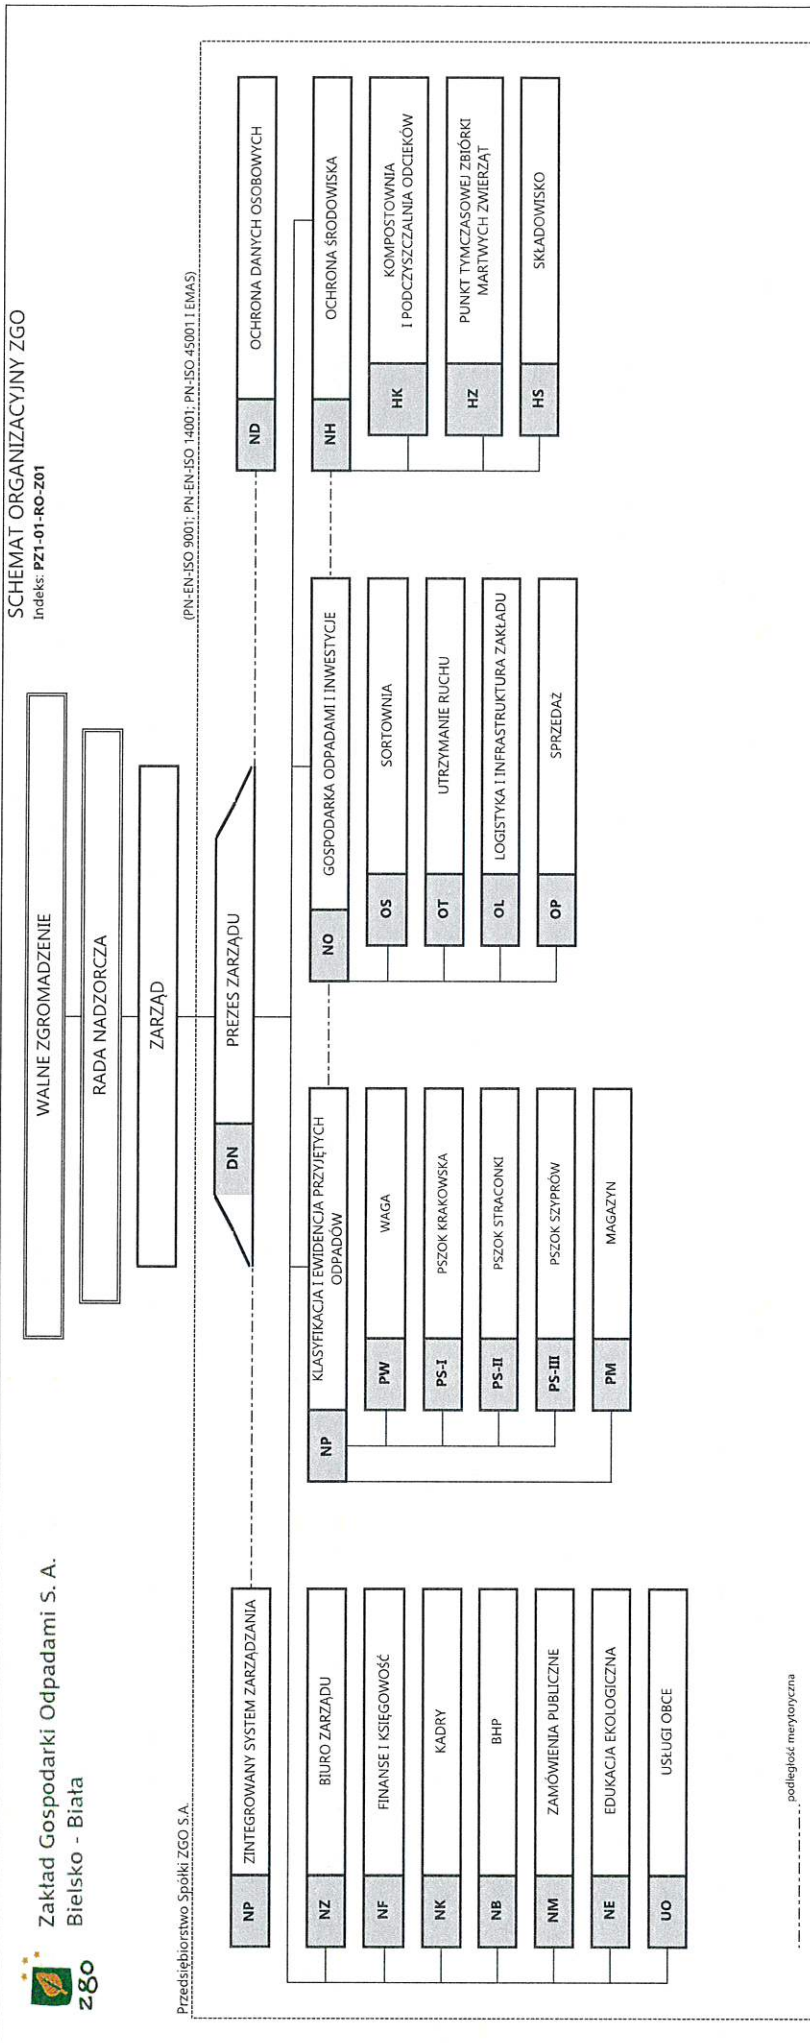 zgo
Zakład Gospodarki Odpadami S. A.
Bielsko - Biała
SCHEMAT ORGANIZACYJNY ZGO
Indeks: PZ1-01-RO-Z01
WALNE ZGROMADZENIE
RADA NADZORCZA
ZARZĄD
Przedsiębiorstwo Spółki ZGO S.A.
(PN-EN-ISO 9001; PN-EN-ISO 14001; PN-ISO 45001 I EMAS)
DN
PREZES ZARZĄDU
NP
ZINTEGROWANY SYSTEM ZARZĄDZANIA
ND
OCHRONA DANYCH OSOBOWYCH
NZ
BIURO ZARZĄDU
NF
FINANSE I KSIĘGOWOŚĆ
NK
KADRY
NB
BHP
NM
ZAMÓWIENIA PUBLICZNE
NE
EDUKACJA EKOLOGICZNA
UO
USŁUGI OBCE
NP
KLASYFIKACJA I EWIDENCJA PRZYJĘTYCH
ODPADÓW
PW
WAGA
PS-I
PSZOK KRAKOWSKA
PS-II
PSZOK STRACONKI
PS-III
PSZOK SZYPRÓW
PM
MAGAZYN
NO
GOSPODARKA ODPADAMI I INWESTYCJE
OS
SORTOWNIA
OT
UTRZYMANIE RUCHU
OL
LOGISTYKA I INFRASTRUKTURA ZAKŁADU
OP
SPRZEDAŻ
NH
OCHRONA ŚRODOWISKA
HK
KOMPOSTOWNIA
I PODCZYSZCZALNIA ODCIEKÓW
HZ
PUNKT TYMCZASOWEJ ZBIÓRKI
MARTWYCH ZWIERZĄT
HS
SKŁADOWISKO
podległość merytoryczna